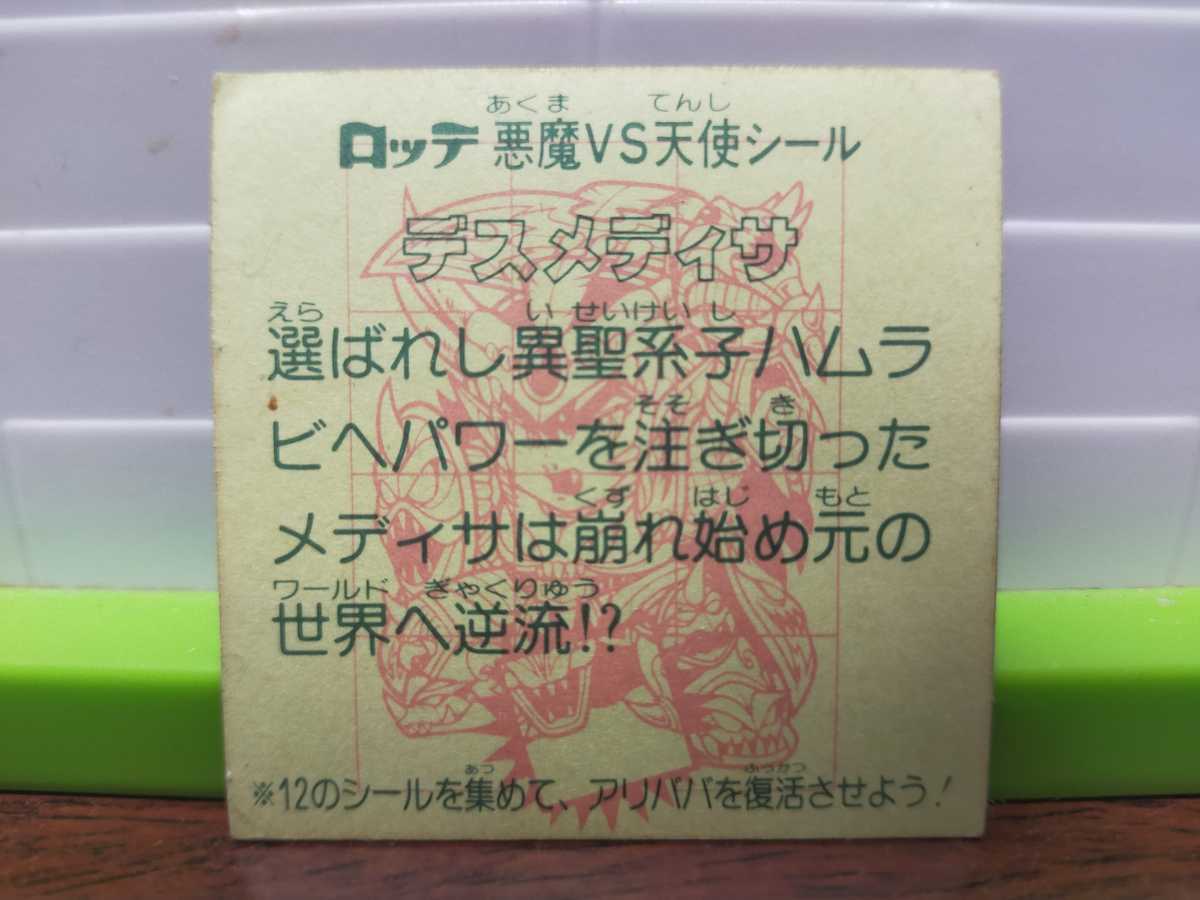 あくま てんし
ロッテ 悪魔VS天使シール
デスメディサ
えら い せいけいし
選ばれし異聖系子ハムラ
そそ き
ビへパワーを注ぎ切った
くず はじ もと
メディサは崩れ始め元の
ワールド ぎゃくりゅう
世界へ逆流!?
あつ ふっかつ
※12のシールを集めて、アリババを復活させよう!